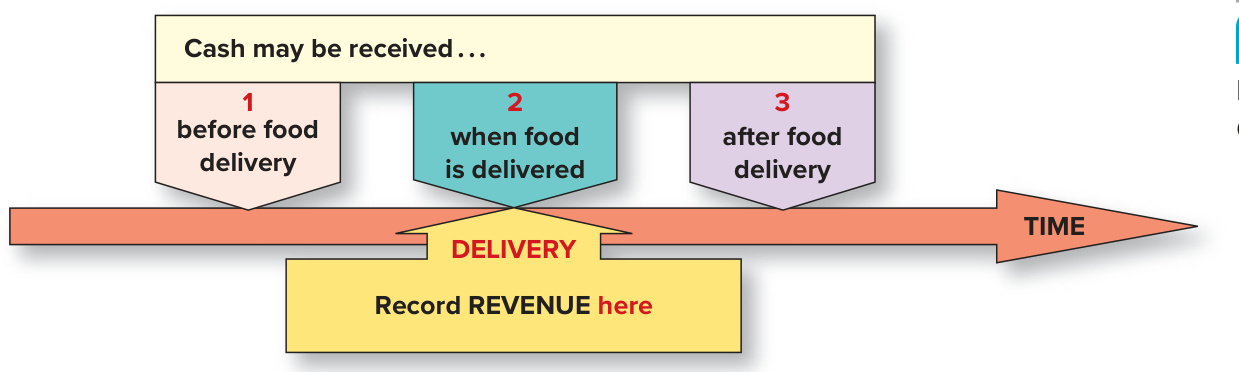 Cash may be received...
1
before food
delivery
2
when food
is delivered
3
after food
delivery
TIME
DELIVERY
Record REVENUE here